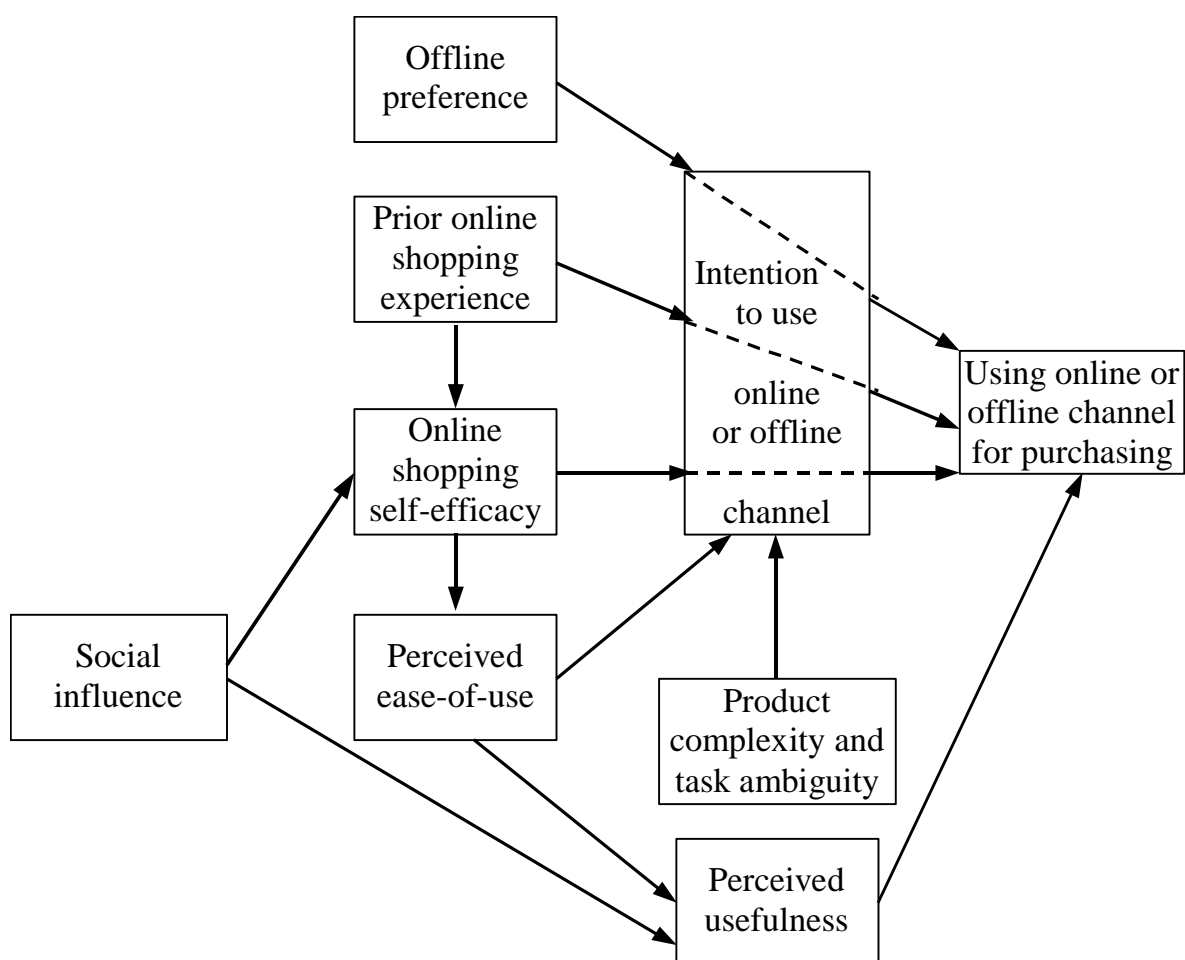 Offline
preference
Prior online
shopping
experience
Intention
to use
online
or offline
channel
Using online or
offline channel
for purchasing
Online
shopping
self-efficacy
Social
influence
Perceived
ease-of-use
Product
complexity and
task ambiguity
Perceived
usefulness